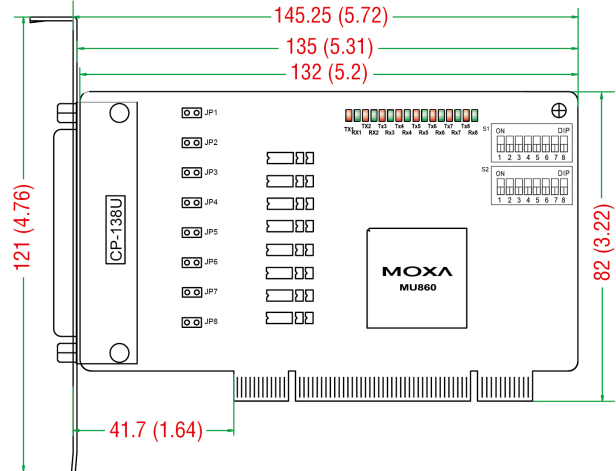 145.25 (5.72)
135 (5.31)
132 (5.2)
121 (4.76)
82 (3.22)
41.7 (1.64)
CP-138U
JP1
JP2
JP3
JP4
JP5
JP6
JP7
JP8
TX1 TX2 Tx3 Tx4 Tx5 Tx6 Tx7 Tx8
RX1 RX2 Rx3 Rx4 Rx5 Rx6 Rx7 Rx8
S1
ON DIP
1 2 3 4 5 6 7 8
S2
ON DIP
1 2 3 4 5 6 7 8
MOXA
MU860